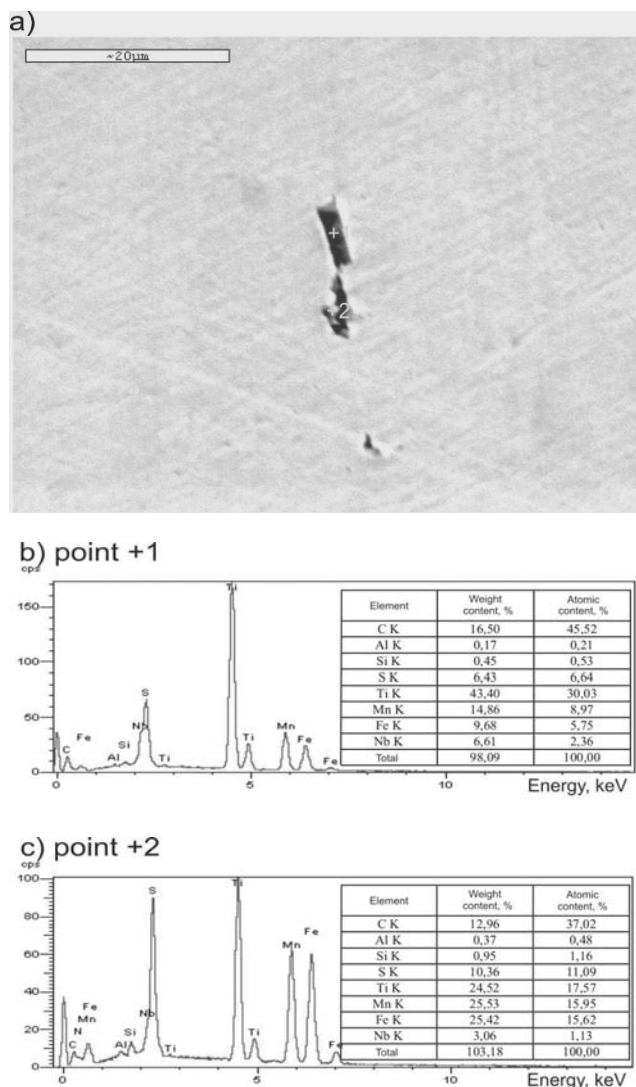 a)
~20µm
+
+2
b) point +1
cps
150
100
50
0
C
Fe
Al
Si
Nb
S
Ti
Ti
Ti
Mn
Fe
Fe
0
5
10
Energy, keV
Element Weight content, % Atomic content, %
C K 16,50 45,52
Al K 0,17 0,21
Si K 0,45 0,53
S K 6,43 6,64
Ti K 43,40 30,03
Mn K 14,86 8,97
Fe K 9,68 5,75
Nb K 6,61 2,36
Total 98,09 100,00
c) point +2
cps
100
80
60
40
20
0
Fe
Mn
N
C
Al
Si
Nb
S
Ti
Ti
Ti
Mn
Fe
Fe
0
5
10
Energy, keV
Element Weight content, % Atomic content, %
C K 12,96 37,02
Al K 0,37 0,48
Si K 0,95 1,16
S K 10,36 11,09
Ti K 24,52 17,57
Mn K 25,53 15,95
Fe K 25,42 15,62
Nb K 3,06 1,13
Total 103,18 100,00